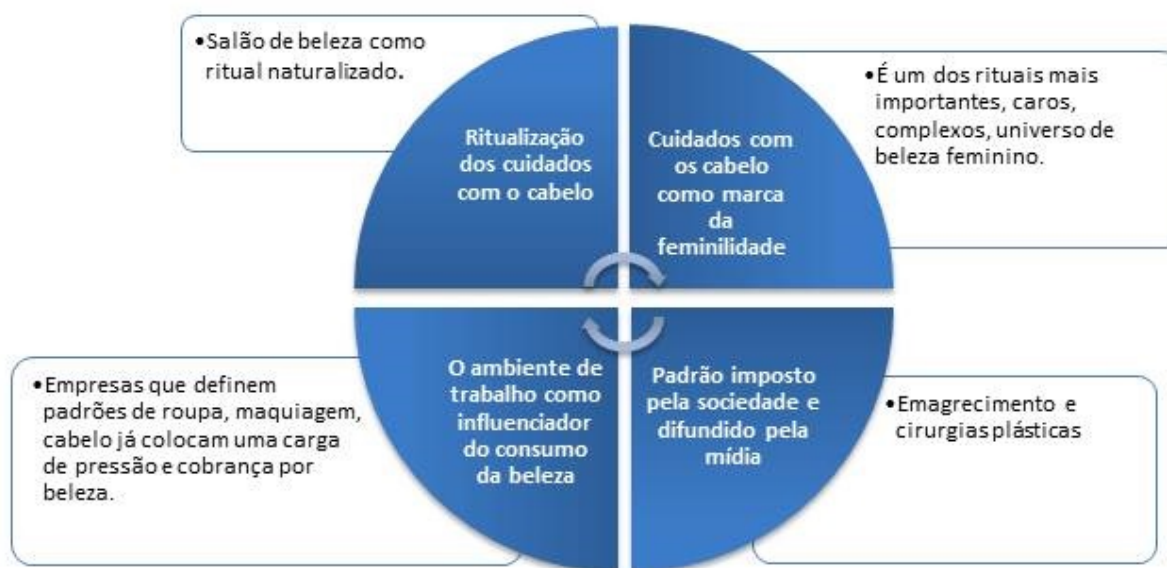 •Salão de beleza como
ritual naturalizado.
Ritualização
dos cuidados
com o cabelo
Cuidados com
os cabelo
como marca
da
feminilidade
•É um dos rituais mais
importantes, caros,
complexos, universo de
beleza feminino.
•Empresas que definem
padrões de roupa, maquiagem,
cabelo já colocam uma carga
de pressão e cobrança por
beleza.
O ambiente de
trabalho como
influenciador
do consumo
da beleza
Padrão imposto
pela sociedade e
difundido pela
mídia
•Emagrecimento e
cirurgias plásticas